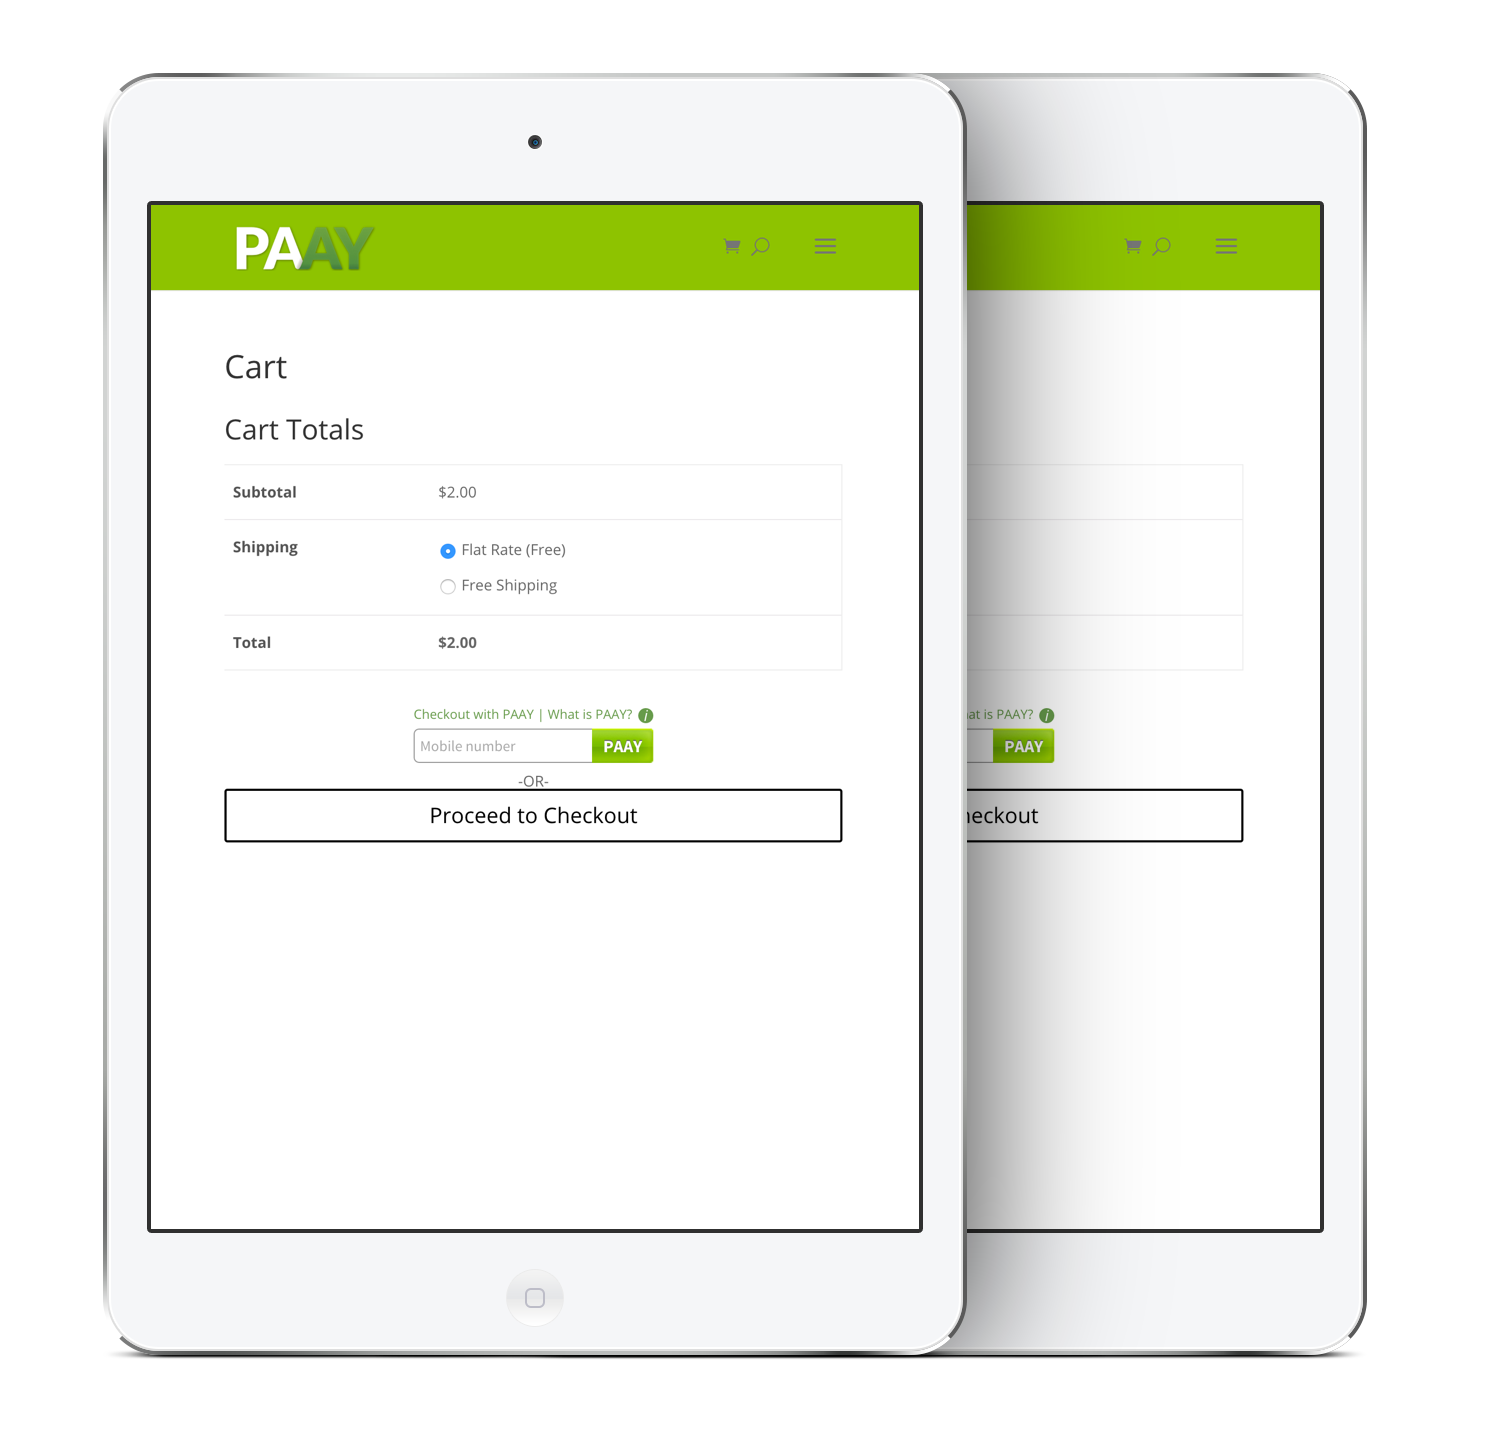 PAAY
Cart
Cart Totals
Subtotal $2.00
Shipping Flat Rate (Free)
Free Shipping
Total $2.00
Checkout with PAAY | What is PAAY? i
Mobile number PAAY
-OR-
Proceed to Checkout
at is PAAY? i
PAAY
heckout